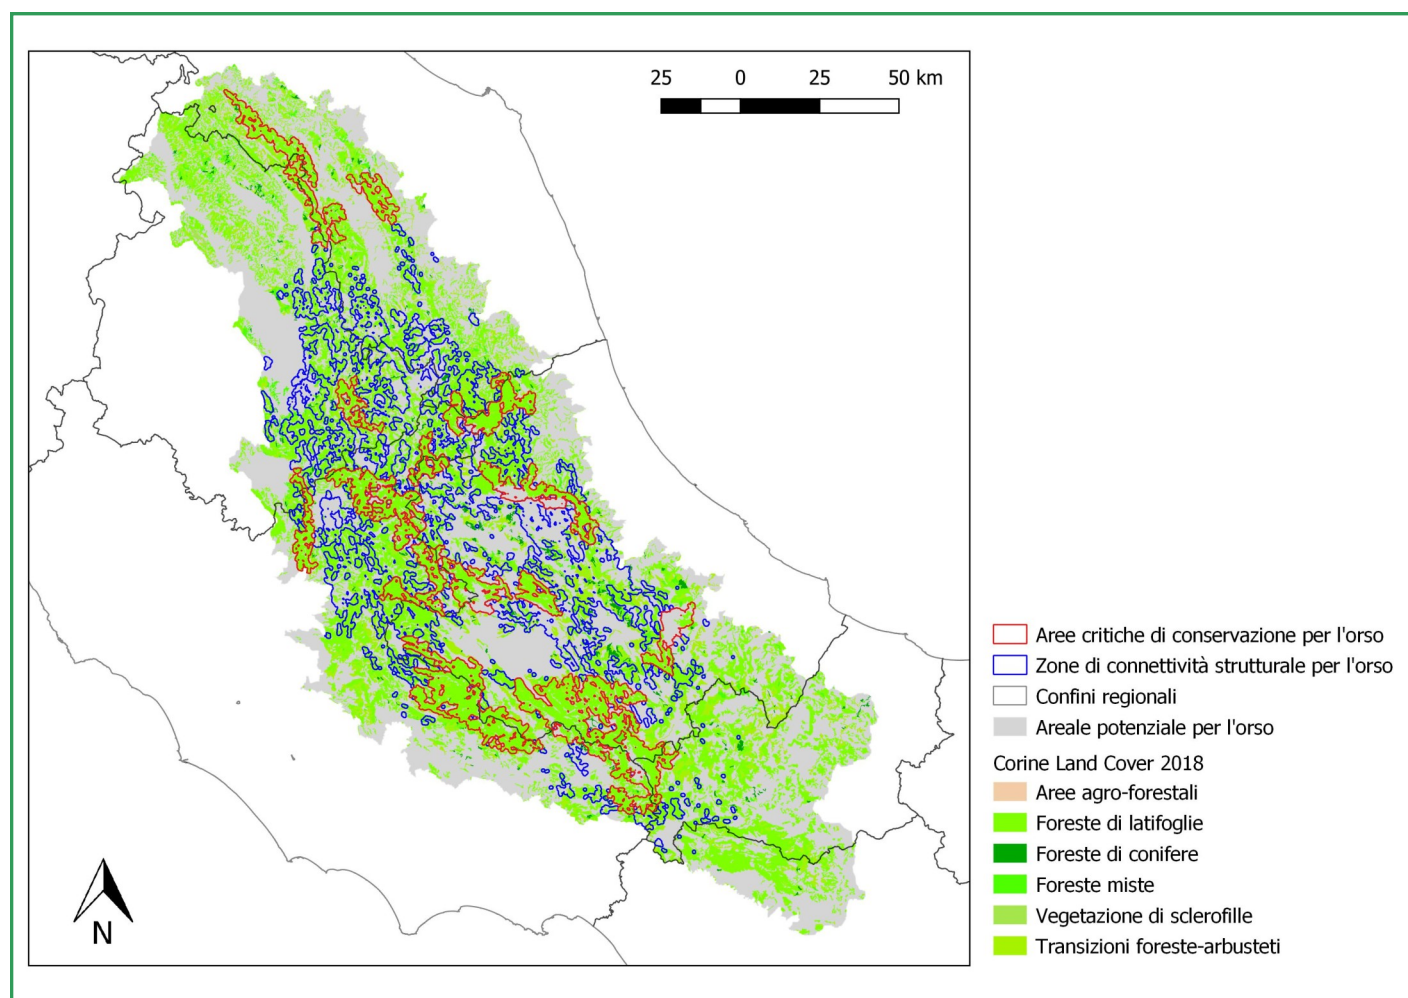 25 0 25 50 km
Aree critiche di conservazione per l'orso
Zone di connettività strutturale per l'orso
Confini regionali
Areale potenziale per l'orso
Corine Land Cover 2018
Aree agro-forestali
Foreste di latifoglie
Foreste di conifere
Foreste miste
Vegetazione di sclerofille
Transizioni foreste-arbusteti
N